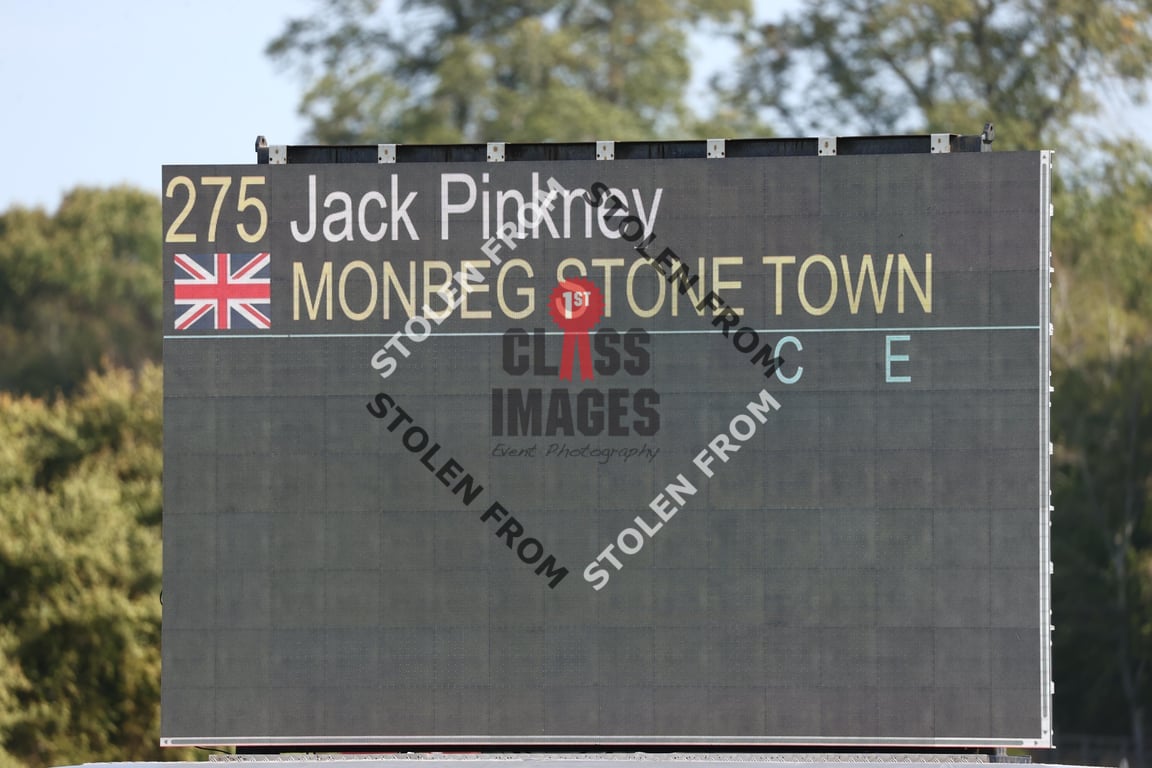 275 Jack Pinkney
MONBEG STONE TOWN
C E
STOLEN FROM
STOLEN FROM
1ST
CLASS
IMAGES
Event Photography
STOLEN FROM
STOLEN FROM